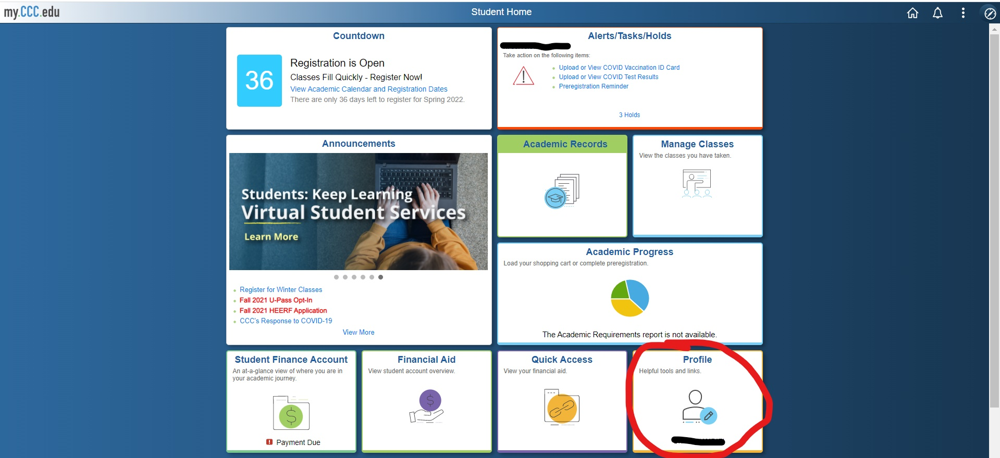 my.CCC.edu
Student Home
Countdown
36
Registration is Open
Classes Fill Quickly - Register Now!
View Academic Calendar and Registration Dates
There are only 36 days left to register for Spring 2022.
Alerts/Tasks/Holds
Take action on the following items:
Upload or View COVID Vaccination ID Card
Upload or View COVID Test Results
Preregistration Reminder
3 Holds
Announcements
Students: Keep Learning
Virtual Student Services
Learn More
Register for Winter Classes
Fall 2021 U-Pass Opt-In
Fall 2021 HEERF Application
CCC's Response to COVID-19
View More
Academic Records
Manage Classes
View the classes you have taken.
Academic Progress
Load your shopping cart or complete preregistration.
The Academic Requirements report is not available.
Student Finance Account
An at-a-glance view of where you are in
your academic journey.
$
Payment Due
Financial Aid
View student account overview.
$
Quick Access
View your financial aid.
Profile
Helpful tools and links.